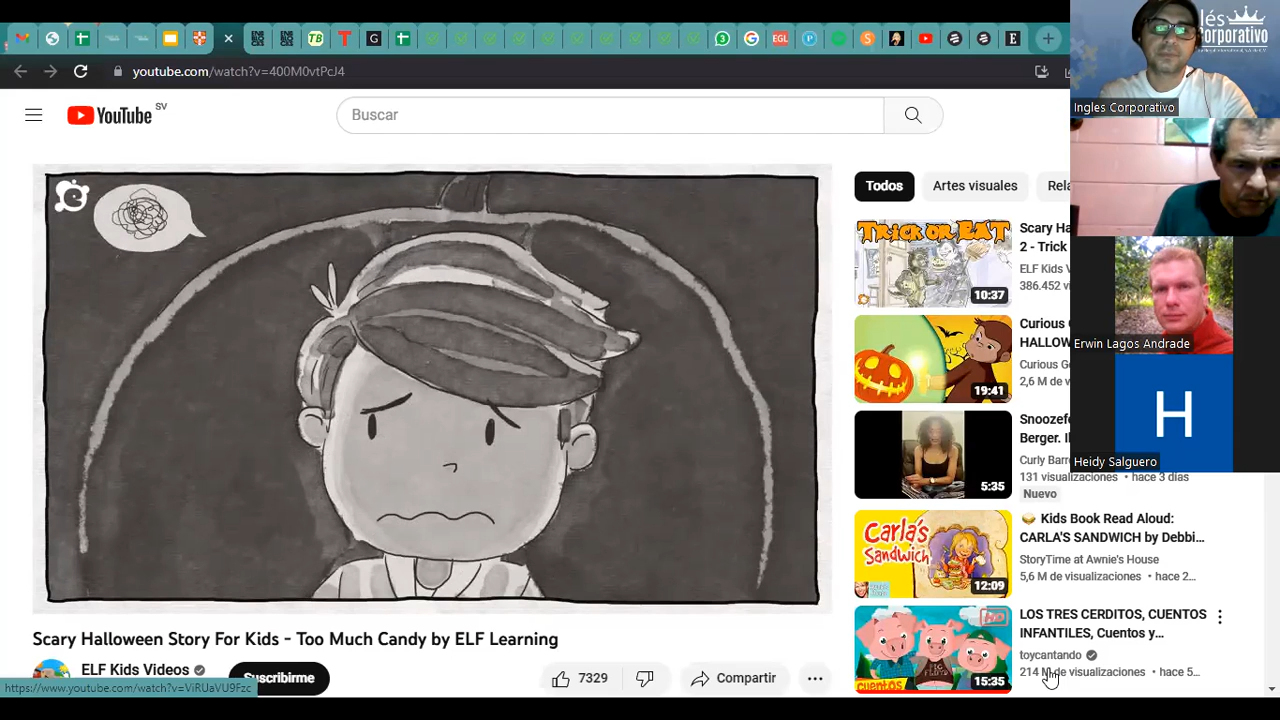 youtube.com/watch?v=400M0vtPcJ4
YouTube SV
Buscar
Todos
Artes visuales
TRICK OR EAT
10:37
Scary Ha
2 - Trick
ELF Kids V
386.452 vi
19:41
Curious G
HALLOW
Curious Ge
2,6 M de
5:35
Snoozefe
Berger. Il
Curly Barr
131 visualizaciones • hace 3 días
Nuevo
Carla's
Sandwich
12:09
Kids Book Read Aloud:
CARLA'S SANDWICH by Debbi...
StoryTime at Awnie's House
5,6 M de visualizaciones • hace 2...
HD
cuentos
15:35
LOS TRES CERDITOS, CUENTOS
INFANTILES, Cuentos y...
toycantando
214 M de visualizaciones • hace 5...
Scary Halloween Story For Kids - Too Much Candy by ELF Learning
ELF Kids Videos
Suscribirme
7329
Compartir
https://www.youtube.com/watch?v=ViRUaVU9Fzc
lés
orporativo
Ingles Corporativo
Erwin Lagos Andrade
H
Heidy Salguero